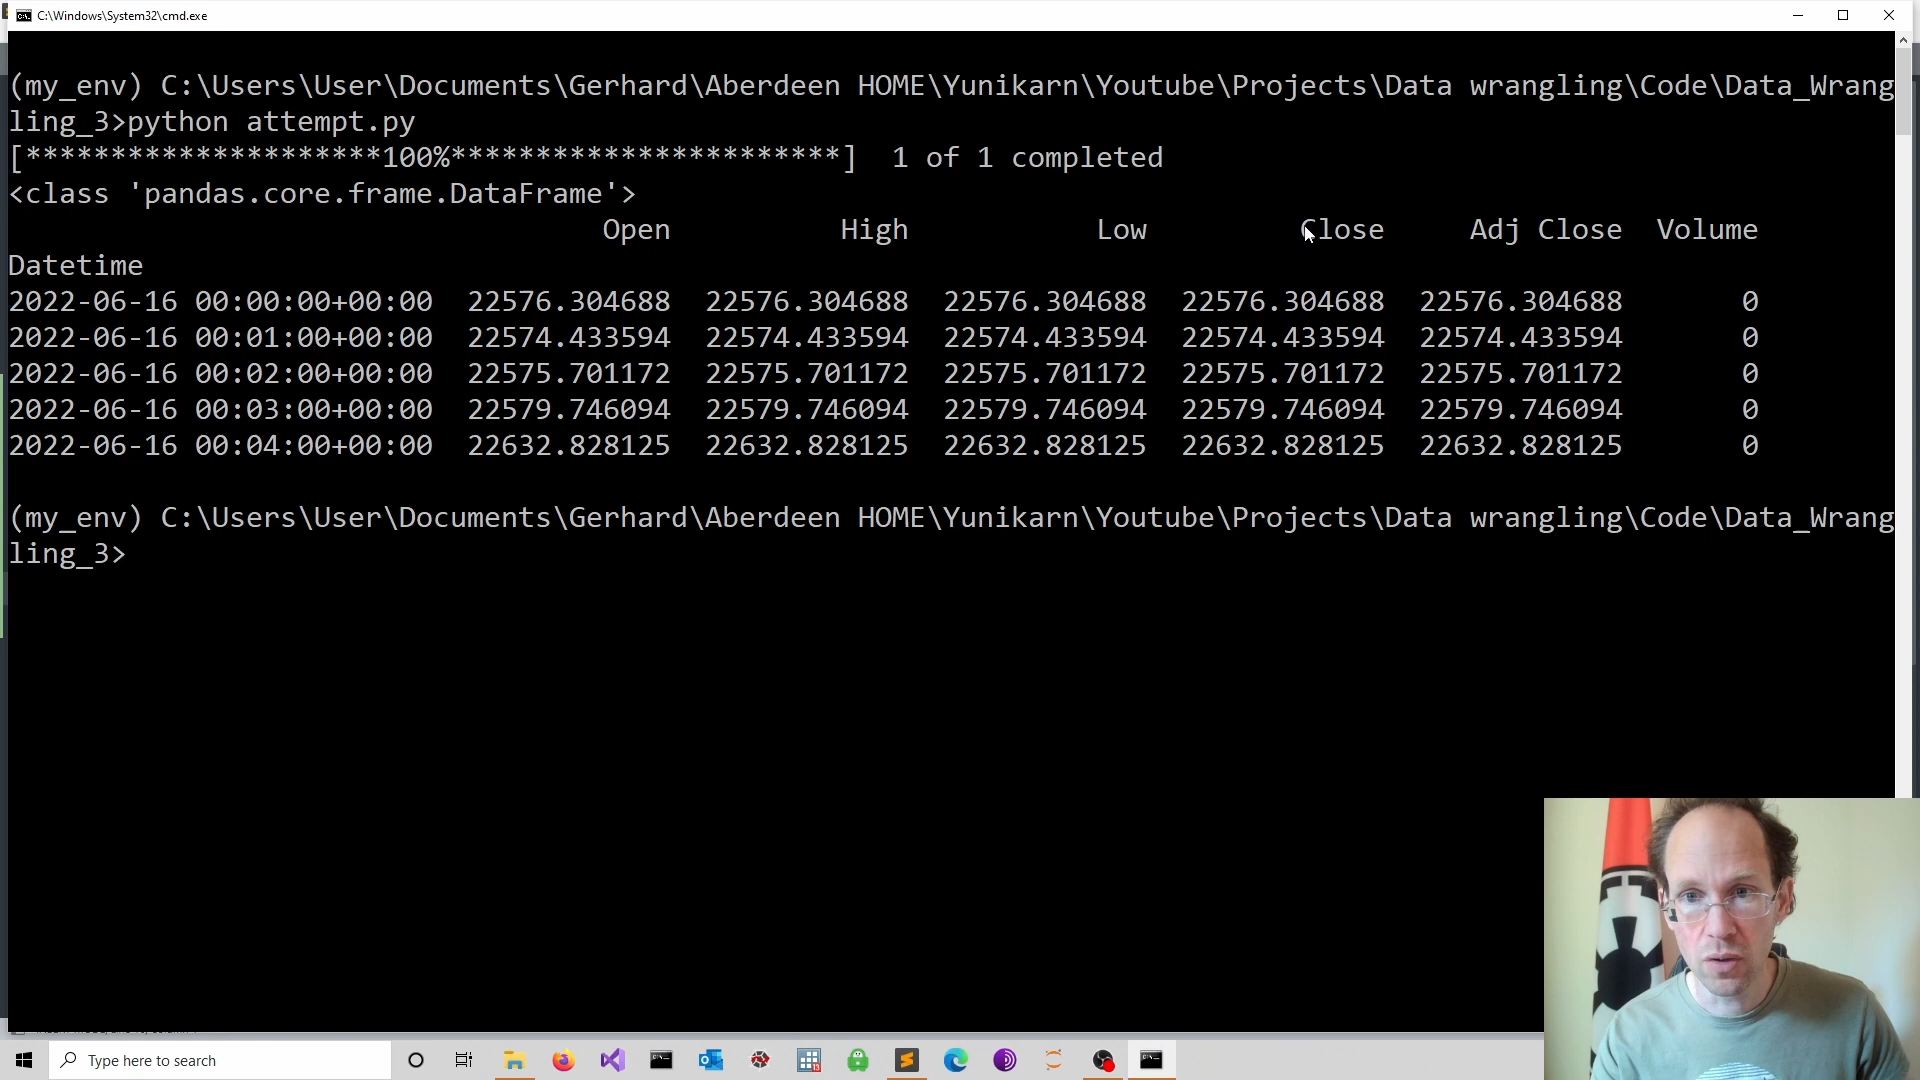 C:\Windows\System32\cmd.exe
(my_env) C:\Users\User\Documents\Gerhard\Aberdeen HOME\Yunikarn\Youtube\Projects\Data wrangling\Code\Data_Wrang
ling_3>python attempt.py
[*********************100%***********************]  1 of 1 completed
<class 'pandas.core.frame.DataFrame'>
Open High Low Close Adj Close Volume
Datetime
2022-06-16 00:00:00+00:00 22576.304688 22576.304688 22576.304688 22576.304688 22576.304688 0
2022-06-16 00:01:00+00:00 22574.433594 22574.433594 22574.433594 22574.433594 22574.433594 0
2022-06-16 00:02:00+00:00 22575.701172 22575.701172 22575.701172 22575.701172 22575.701172 0
2022-06-16 00:03:00+00:00 22579.746094 22579.746094 22579.746094 22579.746094 22579.746094 0
2022-06-16 00:04:00+00:00 22632.828125 22632.828125 22632.828125 22632.828125 22632.828125 0
(my_env) C:\Users\User\Documents\Gerhard\Aberdeen HOME\Yunikarn\Youtube\Projects\Data wrangling\Code\Data_Wrang
ling_3>
Type here to search